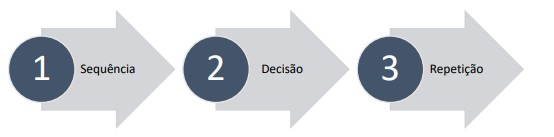 1 Sequência
2 Decisão
3 Repetição